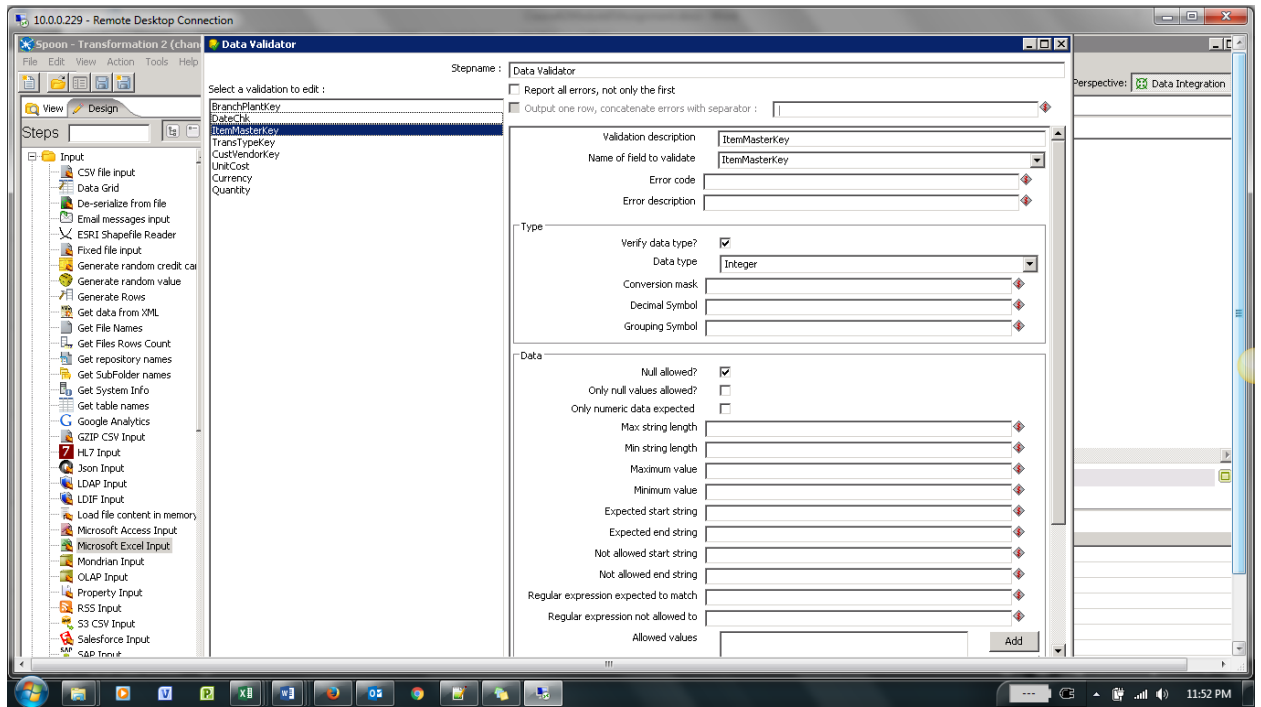 10.0.0.229 - Remote Desktop Connection
Spoon - Transformation 2 (chan
Data Validator
File Edit View Action Tools Help
Perspective: Data Integration
View Design
Steps
Input
CSV file input
Data Grid
De-serialize from file
Email messages input
ESRI Shapefile Reader
Fixed file input
Generate random credit car
Generate random value
Generate Rows
Get data from XML
Get File Names
Get Files Rows Count
Get repository names
Get SubFolder names
Get System Info
Get table names
Google Analytics
GZIP CSV Input
HL7 Input
Json Input
LDAP Input
LDIF Input
Load file content in memory
Microsoft Access Input
Microsoft Excel Input
Mondrian Input
OLAP Input
Property Input
RSS Input
S3 CSV Input
Salesforce Input
SAP Input
Stepname : Data Validator
Select a validation to edit :
BranchPlantKey
DateChk
ItemMasterKey
TransTypeKey
CustVendorKey
UnitCost
Currency
Quantity
Report all errors, not only the first
Output one row, concatenate errors with separator :
Validation description ItemMasterKey
Name of field to validate ItemMasterKey
Error code
Error description
Type
Verify data type?
Data type Integer
Conversion mask
Decimal Symbol
Grouping Symbol
Data
Null allowed?
Only null values allowed?
Only numeric data expected
Max string length
Min string length
Maximum value
Minimum value
Expected start string
Expected end string
Not allowed start string
Not allowed end string
Regular expression expected to match
Regular expression not allowed to
Allowed values Add
11:52 PM